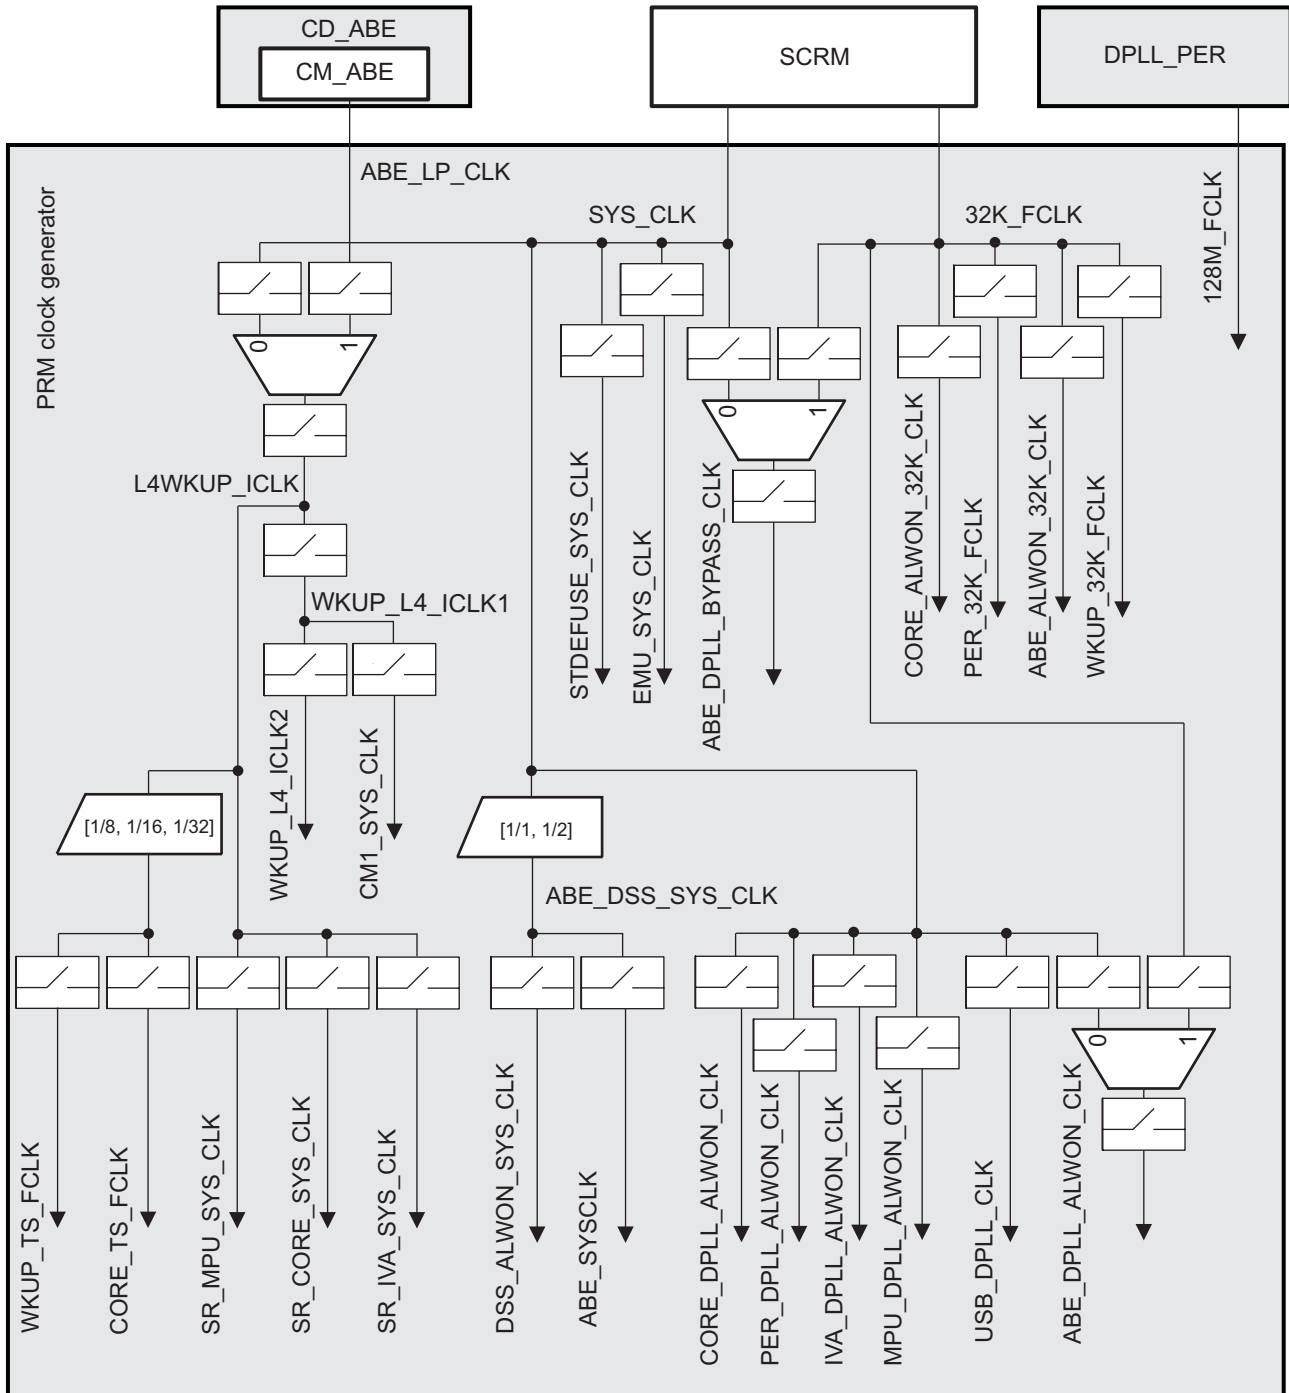 CD_ABE
CM_ABE
SCRM
DPLL_PER
ABE_LP_CLK
SYS_CLK
32K_FCLK
128M_FCLK
PRM clock generator
0
1
0
1
L4WKUP_ICLK
WKUP_L4_ICLK1
STDEFUSE_SYS_CLK
EMU_SYS_CLK
ABE_DPLL_BYPASS_CLK
CORE_ALWON_32K_CLK
PER_32K_FCLK
ABE_ALWON_32K_CLK
WKUP_32K_FCLK
WKUP_L4_ICLK2
CM1_SYS_CLK
[1/8, 1/16, 1/32]
[1/1, 1/2]
ABE_DSS_SYS_CLK
0
1
WKUP_TS_FCLK
CORE_TS_FCLK
SR_MPU_SYS_CLK
SR_CORE_SYS_CLK
SR_IVA_SYS_CLK
DSS_ALWON_SYS_CLK
ABE_SYSCLK
CORE_DPLL_ALWON_CLK
PER_DPLL_ALWON_CLK
IVA_DPLL_ALWON_CLK
MPU_DPLL_ALWON_CLK
USB_DPLL_CLK
ABE_DPLL_ALWON_CLK